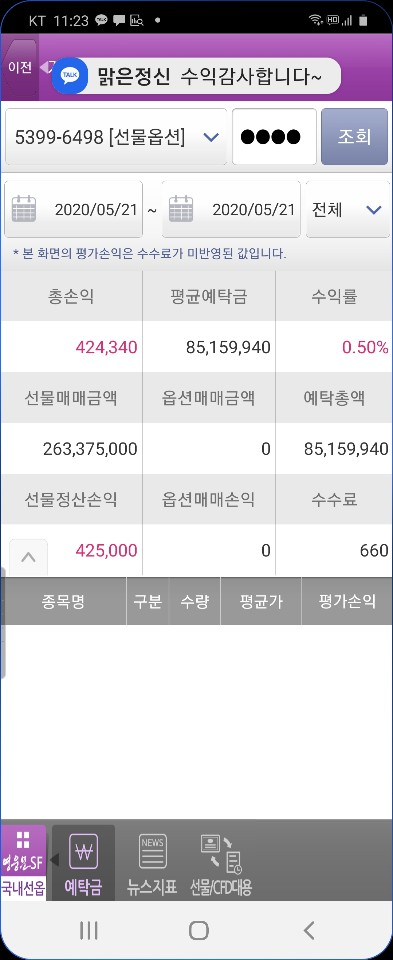 KT 11:23
이전
TALK 맑은정신 수익감사합니다~
5399-6498 [선물옵션] ●●●● 조회
2020/05/21 ~ 2020/05/21 전체
* 본 화면의 평가손익은 수수료가 미반영된 값입니다.
총손익 평균예탁금 수익률
424,340 85,159,940 0.50%
선물매매금액 옵션매매금액 예탁총액
263,375,000 0 85,159,940
선물정산손익 옵션매매손익 수수료
425,000 0 660
종목명 구분 수량 평균가 평가손익
영웅문SF
국내선옵 예탁금 뉴스지표 선물/CFD대용
NEWS